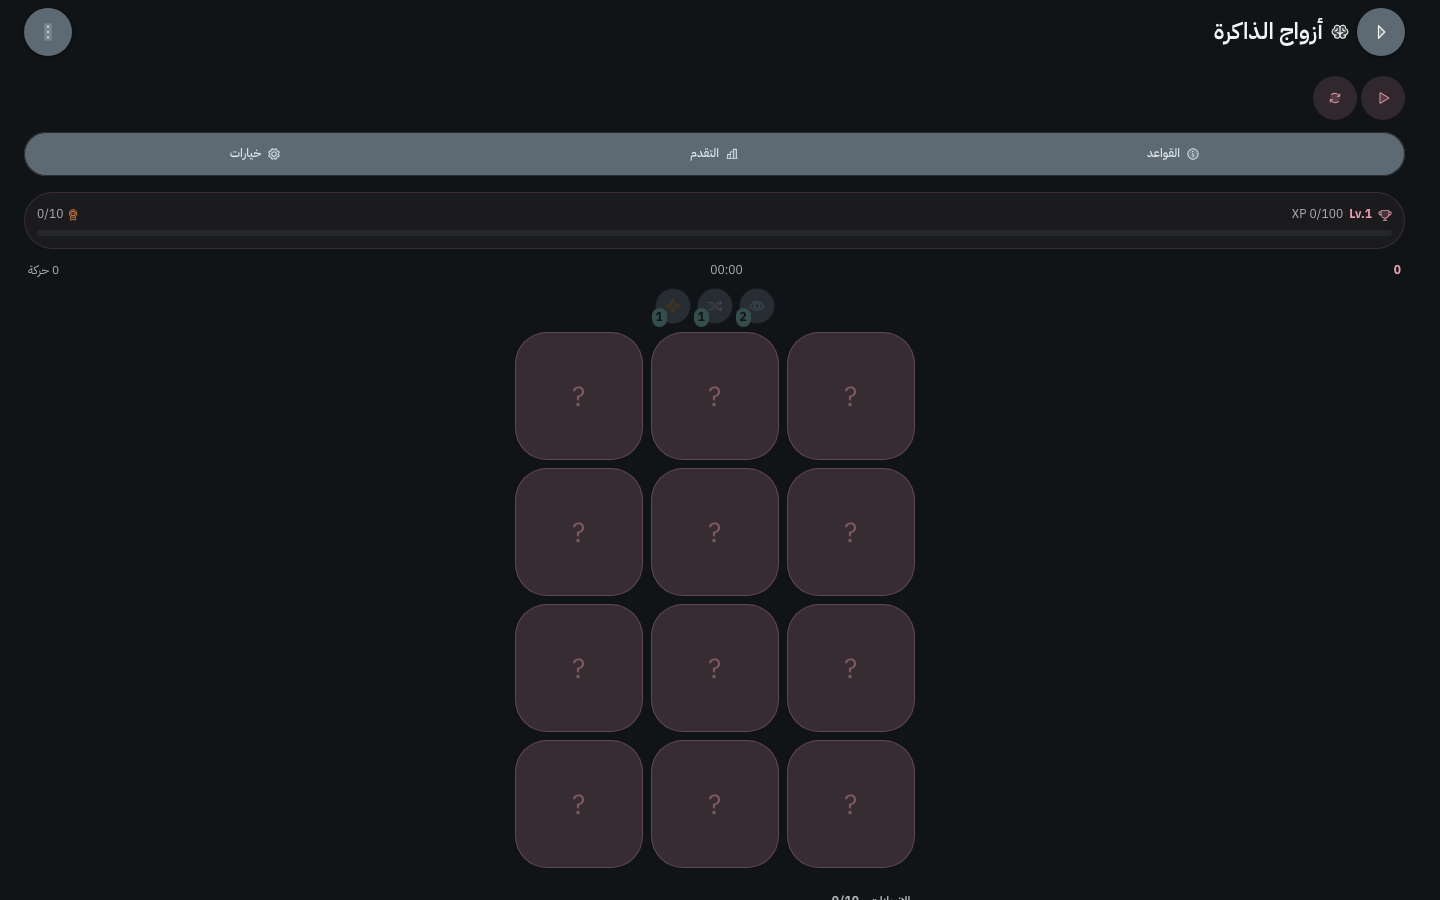 أزواج الذاكرة
القواعد
التقدم
خيارات
Lv.1 XP 0/100
0/10
0
00:00
0 حركة
2 1 1
? ? ?
? ? ?
? ? ?
? ? ?